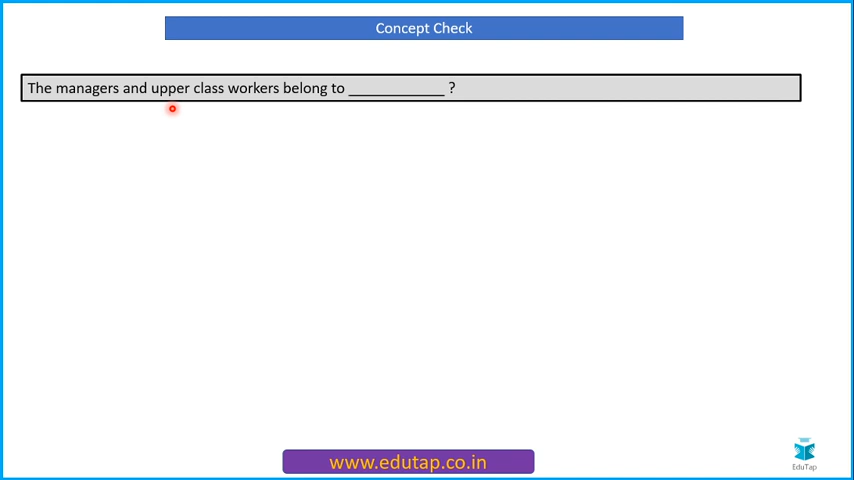 Concept Check
The managers and upper class workers belong to ____________ ?
EduTap
www.edutap.co.in